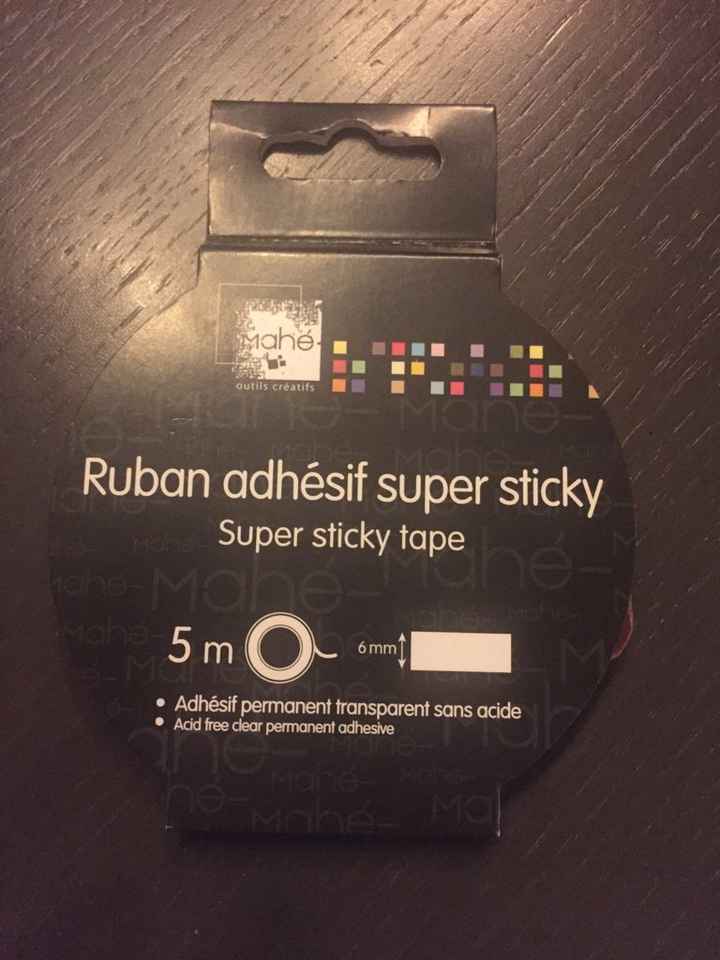 Mahé-
outils créatifs
Ruban adhésif super sticky
Super sticky tape
5 m
6 mm
• Adhésif permanent transparent sans acide
• Acid free clear permanent adhesive